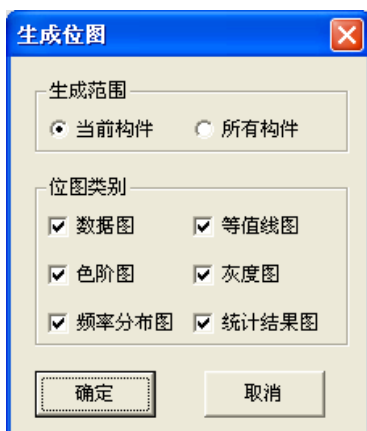 生成位图
生成范围
当前构件 所有构件
位图类别
数据图 等值线图
色阶图 灰度图
频率分布图 统计结果图
确定 取消